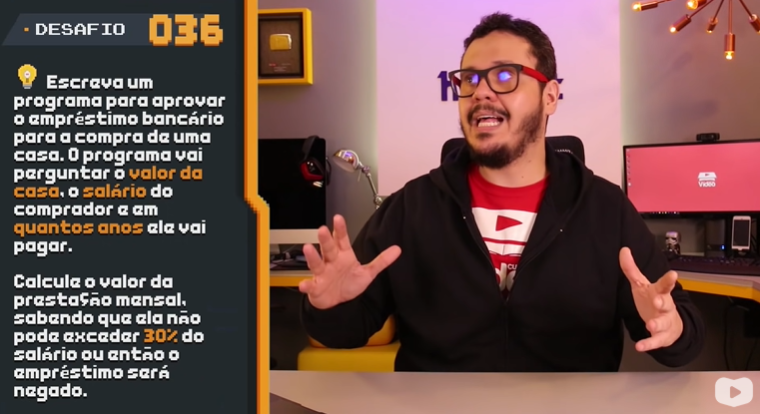 DESAFIO 036
Escreva um
programa para aprovar
o empréstimo bancário
para a compra de uma
casa. O programa vai
perguntar o valor da
casa, o salário do
comprador e em
quantos anos ele vai
pagar.
Calcule o valor da
prestação mensal,
sabendo que ela não
pode exceder 30% do
salário ou então o
empréstimo será
negado.
Vídeo